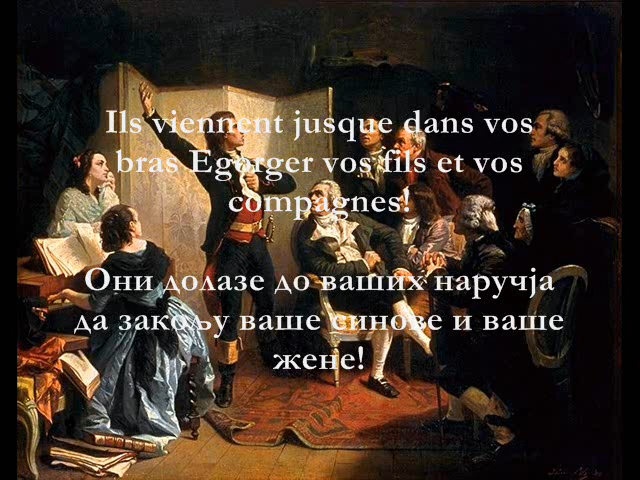 Ils viennent jusque dans vos
bras Egorger vos fils et vos
compagnes!
Они долазе до ваших наручја
да закољу ваше синове и ваше
жене!